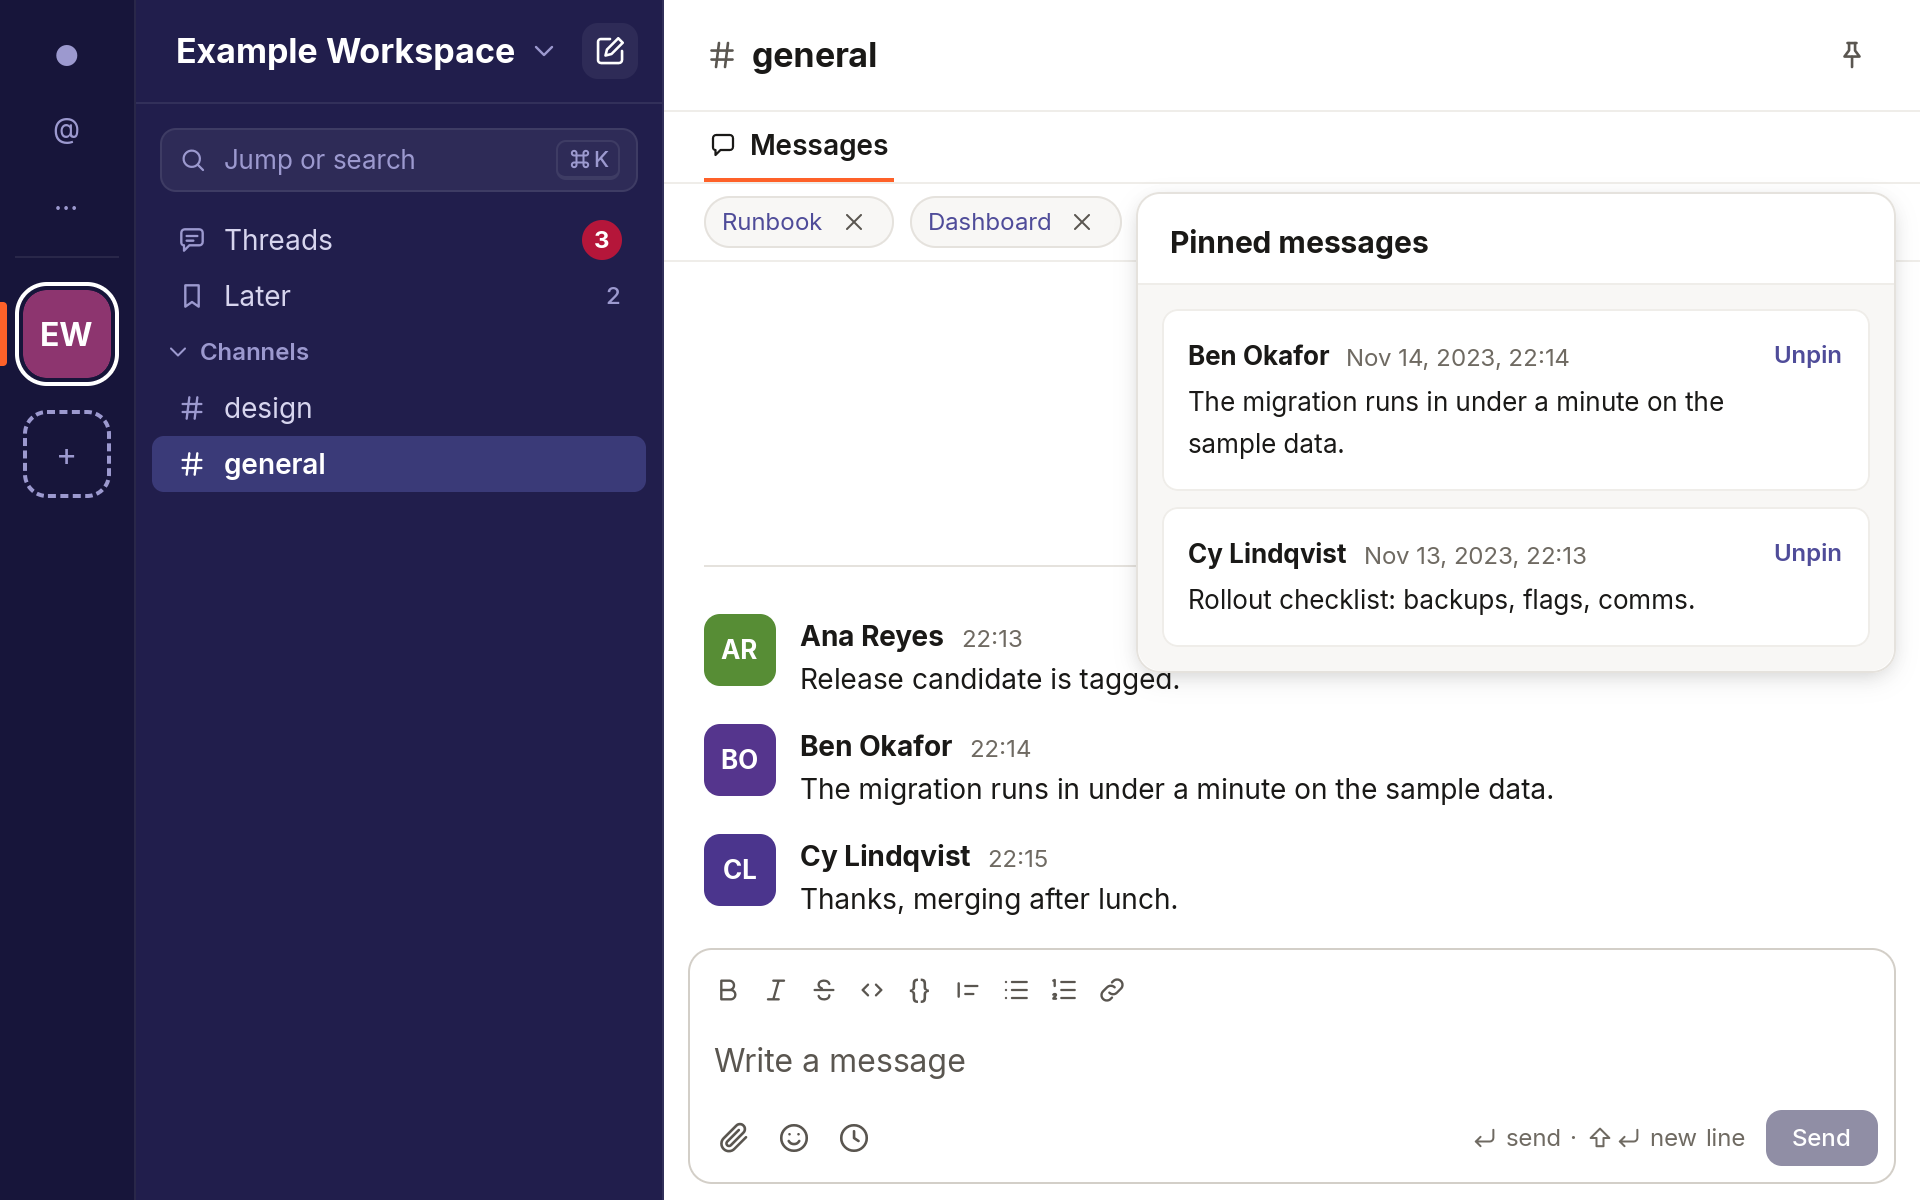 @
...
EW
+
Example Workspace
Jump or search
⌘K
Threads
3
Later
2
Channels
# design
# general
# general
Messages
Runbook
Dashboard
Pinned messages
Ben Okafor Nov 14, 2023, 22:14
Unpin
The migration runs in under a minute on the
sample data.
Cy Lindqvist Nov 13, 2023, 22:13
Unpin
Rollout checklist: backups, flags, comms.
AR
Ana Reyes 22:13
Release candidate is tagged.
BO
Ben Okafor 22:14
The migration runs in under a minute on the sample data.
CL
Cy Lindqvist 22:15
Thanks, merging after lunch.
Write a message
send · new line
Send